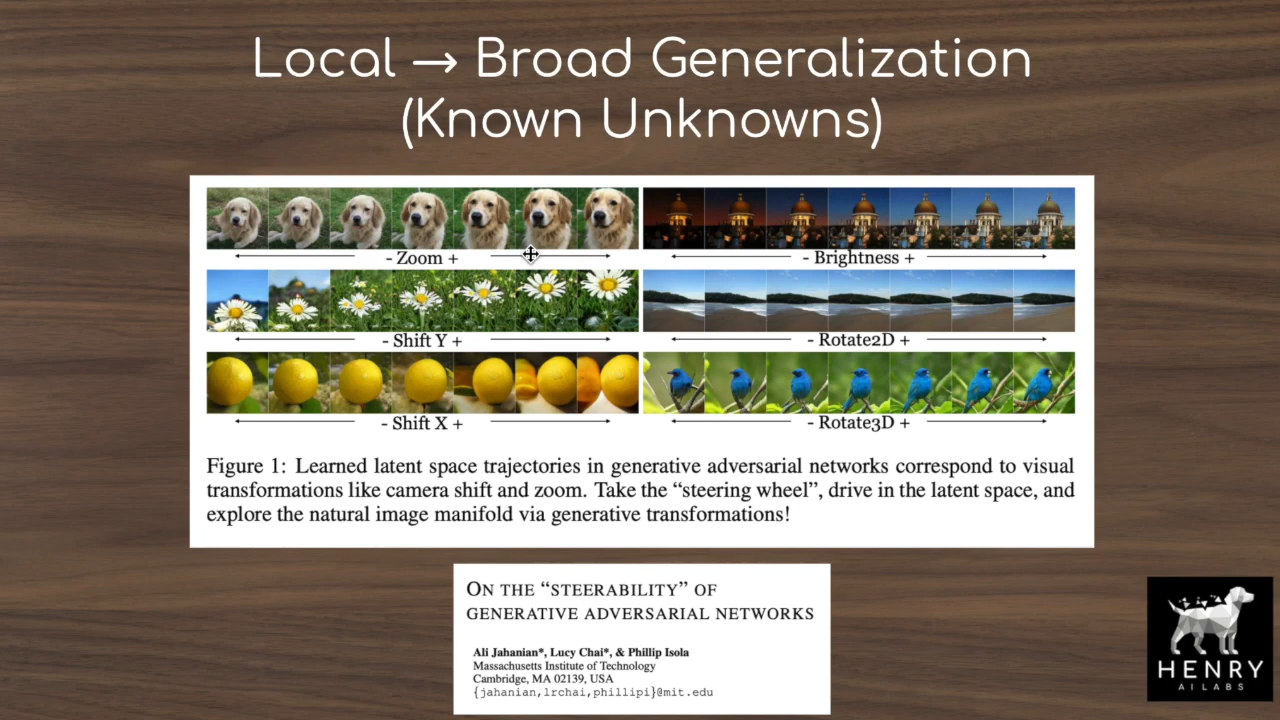 Local → Broad Generalization
(Known Unknowns)
- Zoom +
- Brightness +
- Shift Y +
- Rotate2D +
- Shift X +
- Rotate3D +
Figure 1: Learned latent space trajectories in generative adversarial networks correspond to visual
transformations like camera shift and zoom. Take the “steering wheel”, drive in the latent space, and
explore the natural image manifold via generative transformations!
ON THE “STEERABILITY” OF
GENERATIVE ADVERSARIAL NETWORKS
Ali Jahanian*, Lucy Chai*, & Phillip Isola
Massachusetts Institute of Technology
Cambridge, MA 02139, USA
{jahanian,lrchai,phillipi}@mit.edu
HENRY
AI LABS